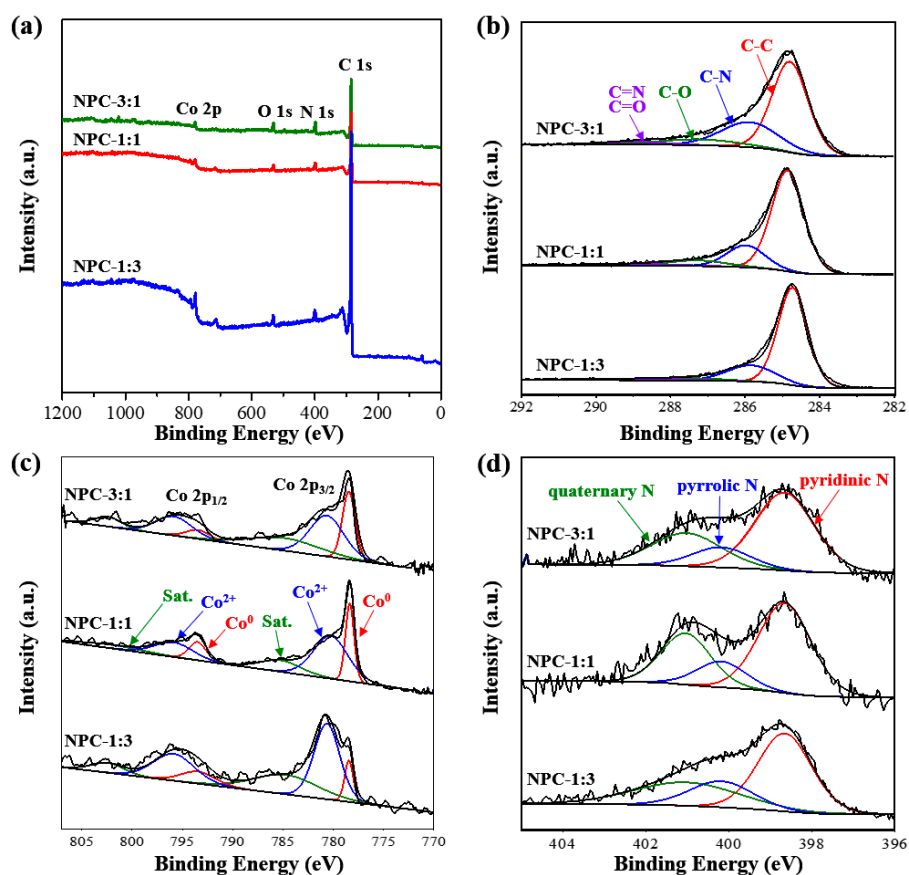 (a)
C 1s
NPC-3:1
Co 2p
O 1s
N 1s
NPC-1:1
NPC-1:3
Intensity (a.u.)
1200
1000
800
600
400
200
0
Binding Energy (eV)
(b)
C-C
C-N
C=N
C-O
C=O
NPC-3:1
NPC-1:1
NPC-1:3
Intensity (a.u.)
292
290
288
286
284
282
Binding Energy (eV)
(c)
NPC-3:1
Co 2p1/2
Co 2p3/2
NPC-1:1
Sat.
Co2+
Co0
Sat.
Co2+
Co0
NPC-1:3
Intensity (a.u.)
805
800
795
790
785
780
775
770
Binding Energy (eV)
(d)
quaternary N
pyrrolic N
pyridinic N
NPC-3:1
NPC-1:1
NPC-1:3
Intensity (a.u.)
404
402
400
398
396
Binding Energy (eV)